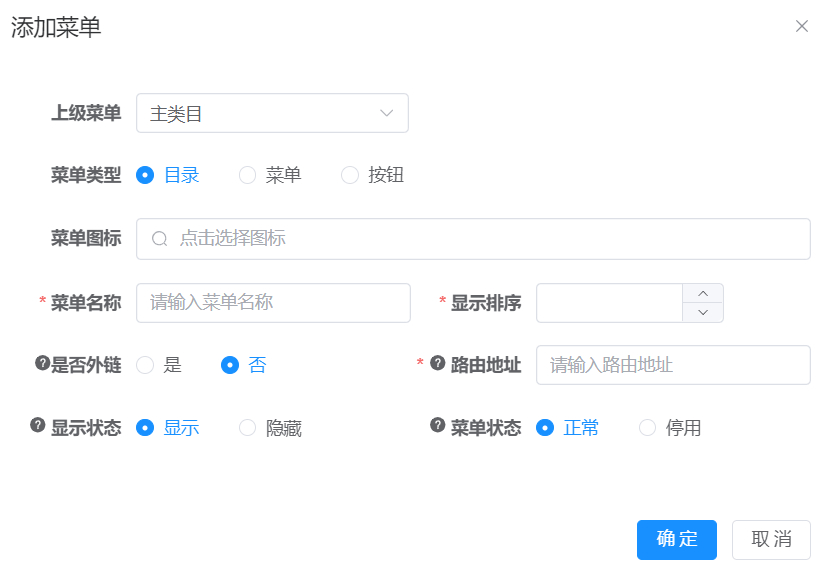 添加菜单
上级菜单 主类目
菜单类型 目录 菜单 按钮
菜单图标 点击选择图标
* 菜单名称 请输入菜单名称 * 显示排序
?是否外链 是 否 * ? 路由地址 请输入路由地址
? 显示状态 显示 隐藏 ? 菜单状态 正常 停用
确 定 取 消